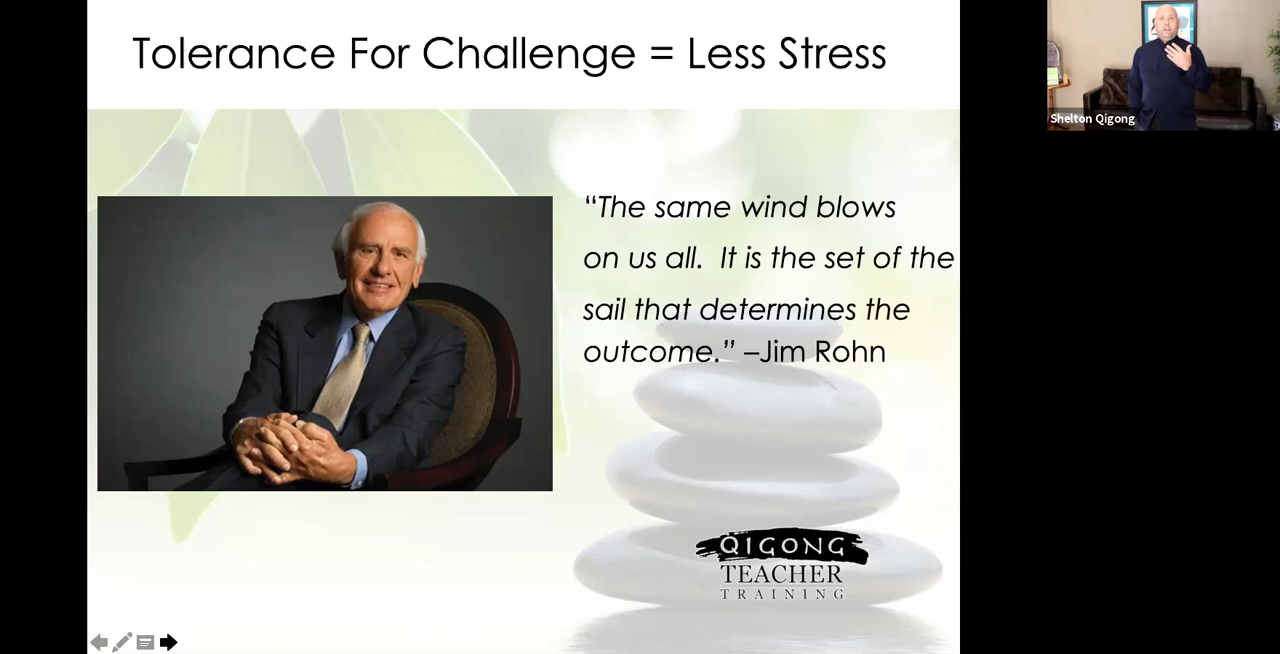 Tolerance For Challenge = Less Stress
Shelton Qigong
“The same wind blows
on us all.  It is the set of the
sail that determines the
outcome.” –Jim Rohn
QIGONG
TEACHER
TRAINING